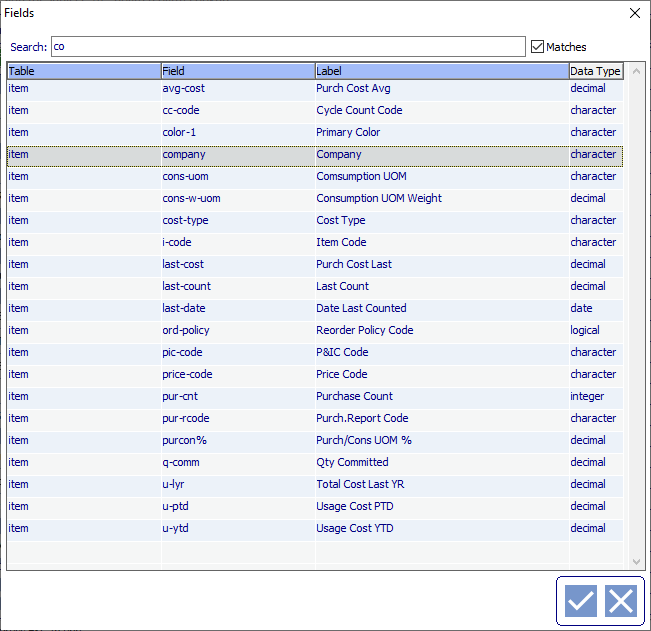 Fields
Search: co Matches
Table Field Label Data Type
item avg-cost Purch Cost Avg decimal
item cc-code Cycle Count Code character
item color-1 Primary Color character
item company Company character
item cons-uom Comsumption UOM character
item cons-w-uom Consumption UOM Weight decimal
item cost-type Cost Type character
item i-code Item Code character
item last-cost Purch Cost Last decimal
item last-count Last Count decimal
item last-date Date Last Counted date
item ord-policy Reorder Policy Code logical
item pic-code P&IC Code character
item price-code Price Code character
item pur-cnt Purchase Count integer
item pur-rcode Purch.Report Code character
item purcon% Purch/Cons UOM % decimal
item q-comm Qty Committed decimal
item u-lyr Total Cost Last YR decimal
item u-ptd Usage Cost PTD decimal
item u-ytd Usage Cost YTD decimal